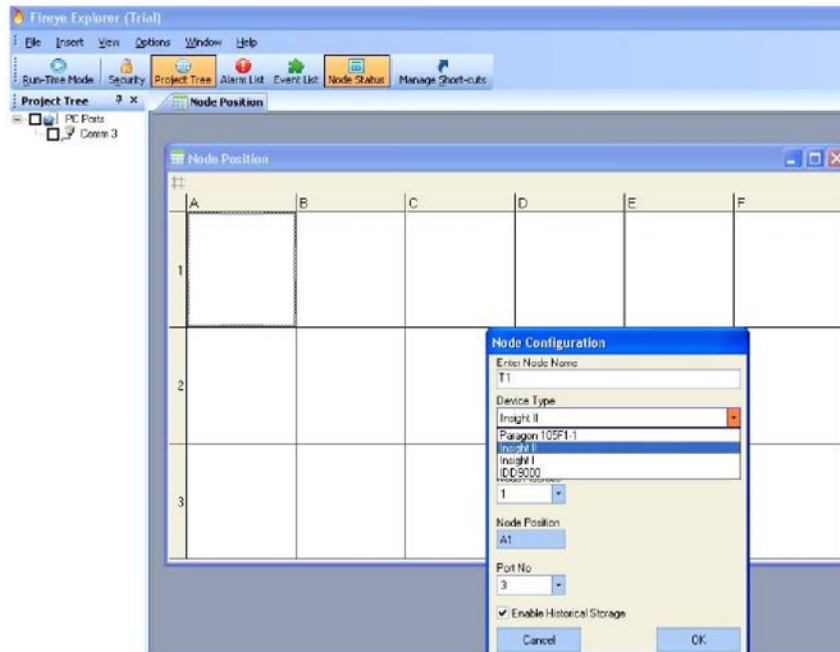 Fireye Explorer (Trial)
File Insert View Options Window Help
Run-Time Mode Security Project Tree Alarm List Event List Node Status Manage Short-cuts
Project Tree
Node Position
PC Ports
Comm 3
Node Position
A B C D E F
1
2
3
Node Configuration
Enter Node Name
T1
Device Type
Insight II
Paragon 105F1-1
Insight II
Insight I
IDD9000
1
Node Position
A1
Port No
3
Enable Historical Storage
Cancel OK